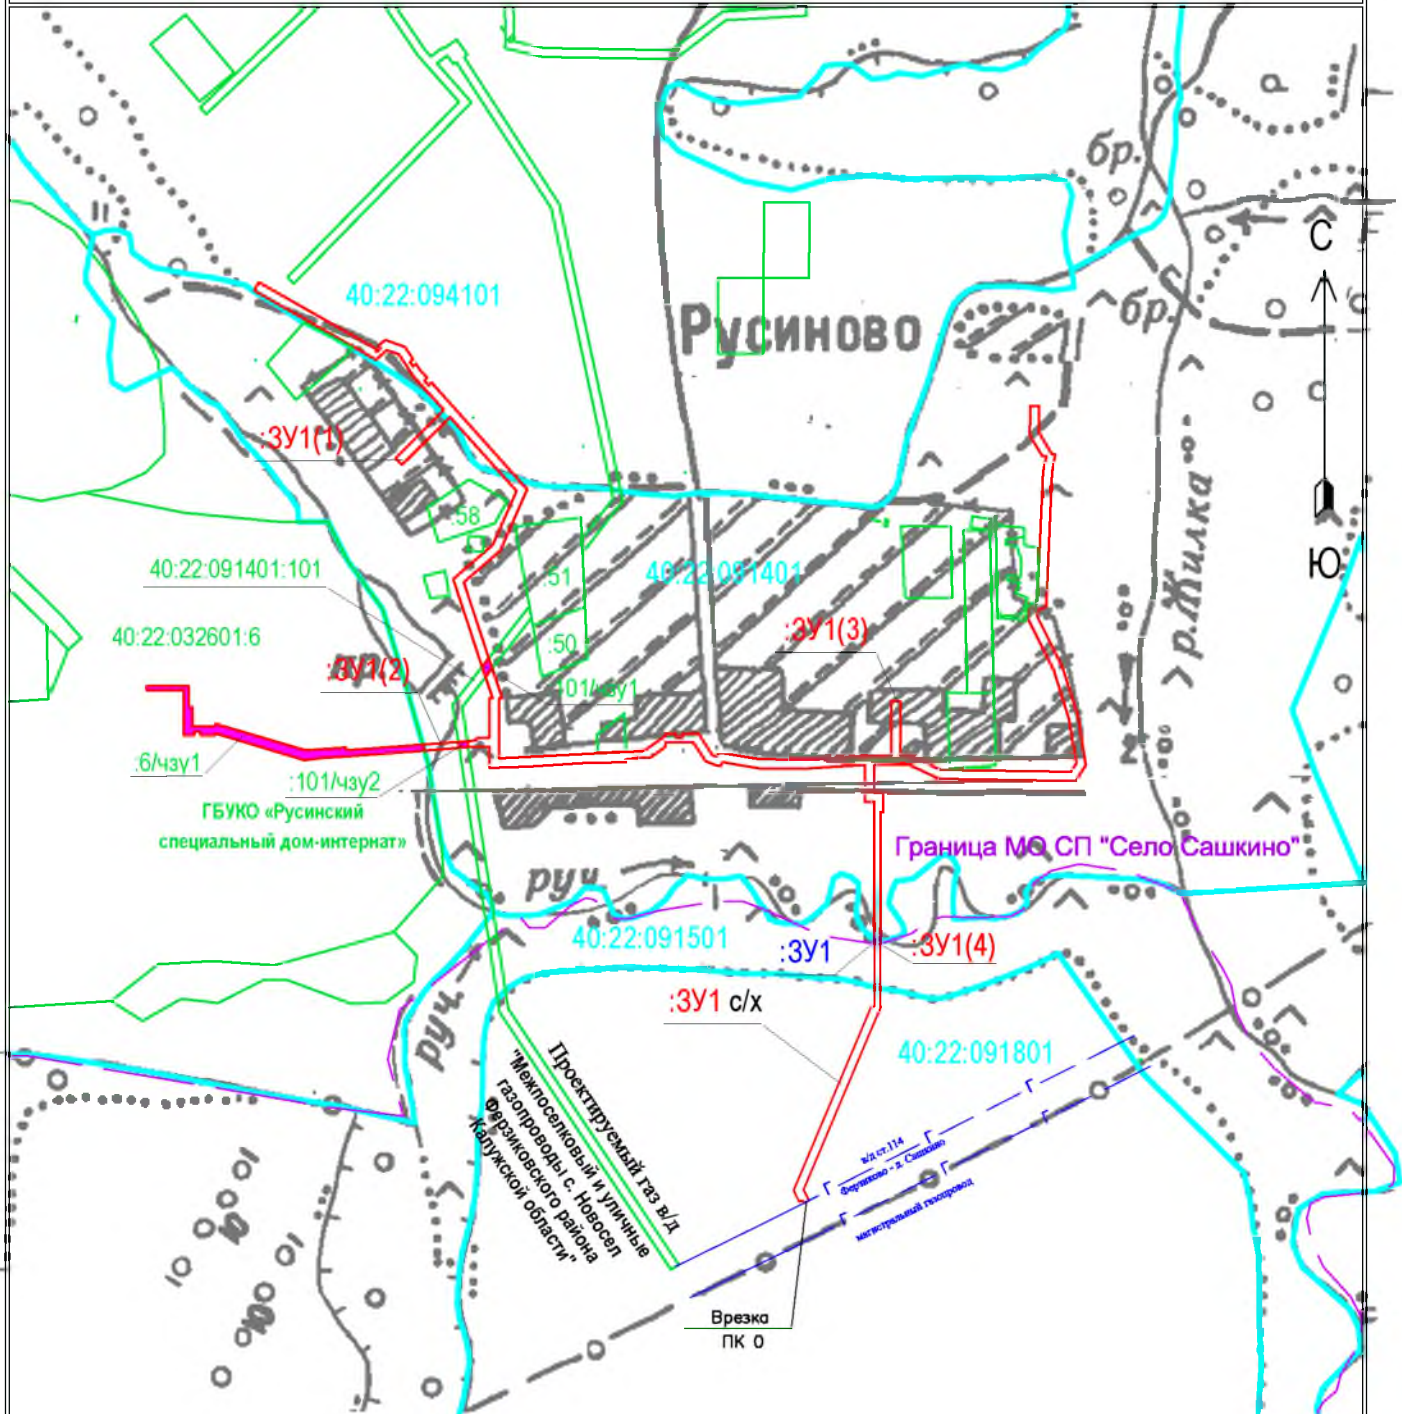 бр.
С
40:22:094101
Русиново
бр.
:ЗУ1(1)
:58
р.Жилка
Ю
40:22:091401:101
:51
40:22:091401
40:22:032601:6
:50
:ЗУ1(3)
пр.
:ЗУ1(2)
101/чзу1
:6/чзу1
:101/чзу2
ГБУКО «Русинский
специальный дом-интернат»
Граница МО СП "Село Сашкино"
руч.
40:22:091501
:ЗУ1
:ЗУ1(4)
:ЗУ1 с/х
руч.
40:22:091801
Проектируемый газ в/д
"Межпоселковый и уличные
газопроводы с. Новосел
Ферзиковского района
Калужской области"
в/д ст.114
Ферзиково - д. Сашкино
магистральный газопровод
Г
Г
Г
Г
Г
Г
Врезка
ПК 0